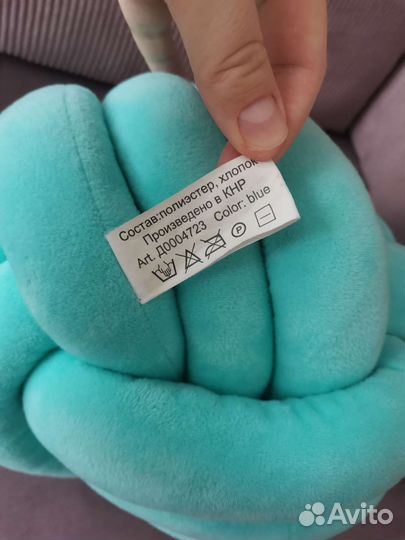 Состав:полиэстер, хлопок
Произведено в КНР
Art. Д0004723 Color: blue
P
Avito